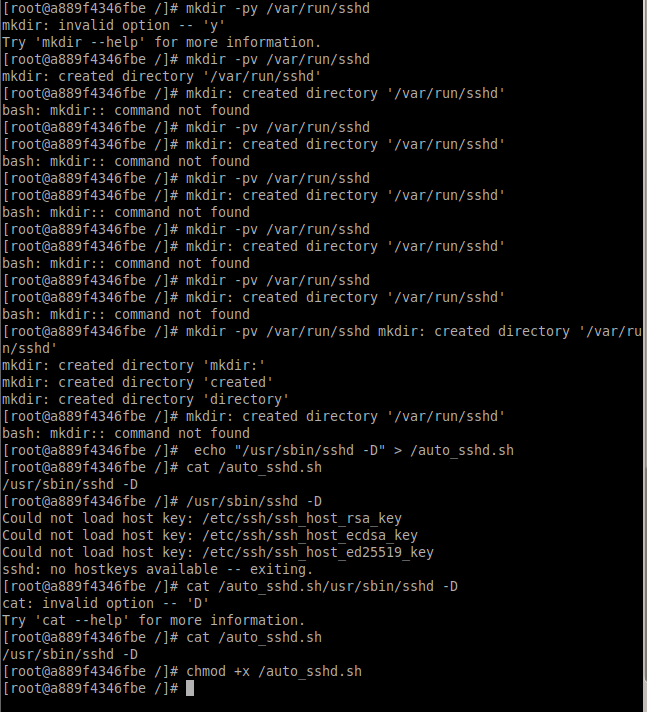 [root@a889f4346fbe /]# mkdir -py /var/run/sshd
mkdir: invalid option -- 'y'
Try 'mkdir --help' for more information.
[root@a889f4346fbe /]# mkdir -pv /var/run/sshd
mkdir: created directory '/var/run/sshd'
[root@a889f4346fbe /]# mkdir: created directory '/var/run/sshd'
bash: mkdir:: command not found
[root@a889f4346fbe /]# mkdir -pv /var/run/sshd
[root@a889f4346fbe /]# mkdir: created directory '/var/run/sshd'
bash: mkdir:: command not found
[root@a889f4346fbe /]# mkdir -pv /var/run/sshd
[root@a889f4346fbe /]# mkdir: created directory '/var/run/sshd'
bash: mkdir:: command not found
[root@a889f4346fbe /]# mkdir -pv /var/run/sshd
[root@a889f4346fbe /]# mkdir: created directory '/var/run/sshd'
bash: mkdir:: command not found
[root@a889f4346fbe /]# mkdir -pv /var/run/sshd
[root@a889f4346fbe /]# mkdir: created directory '/var/run/sshd'
bash: mkdir:: command not found
[root@a889f4346fbe /]# mkdir -pv /var/run/sshd mkdir: created directory '/var/ru
n/sshd'
mkdir: created directory 'mkdir:'
mkdir: created directory 'created'
mkdir: created directory 'directory'
[root@a889f4346fbe /]# mkdir: created directory '/var/run/sshd'
bash: mkdir:: command not found
[root@a889f4346fbe /]#  echo "/usr/sbin/sshd -D" > /auto_sshd.sh
[root@a889f4346fbe /]# cat /auto_sshd.sh
/usr/sbin/sshd -D
[root@a889f4346fbe /]# /usr/sbin/sshd -D
Could not load host key: /etc/ssh/ssh_host_rsa_key
Could not load host key: /etc/ssh/ssh_host_ecdsa_key
Could not load host key: /etc/ssh/ssh_host_ed25519_key
sshd: no hostkeys available -- exiting.
[root@a889f4346fbe /]# cat /auto_sshd.sh/usr/sbin/sshd -D
cat: invalid option -- 'D'
Try 'cat --help' for more information.
[root@a889f4346fbe /]# cat /auto_sshd.sh
/usr/sbin/sshd -D
[root@a889f4346fbe /]# chmod +x /auto_sshd.sh
[root@a889f4346fbe /]#